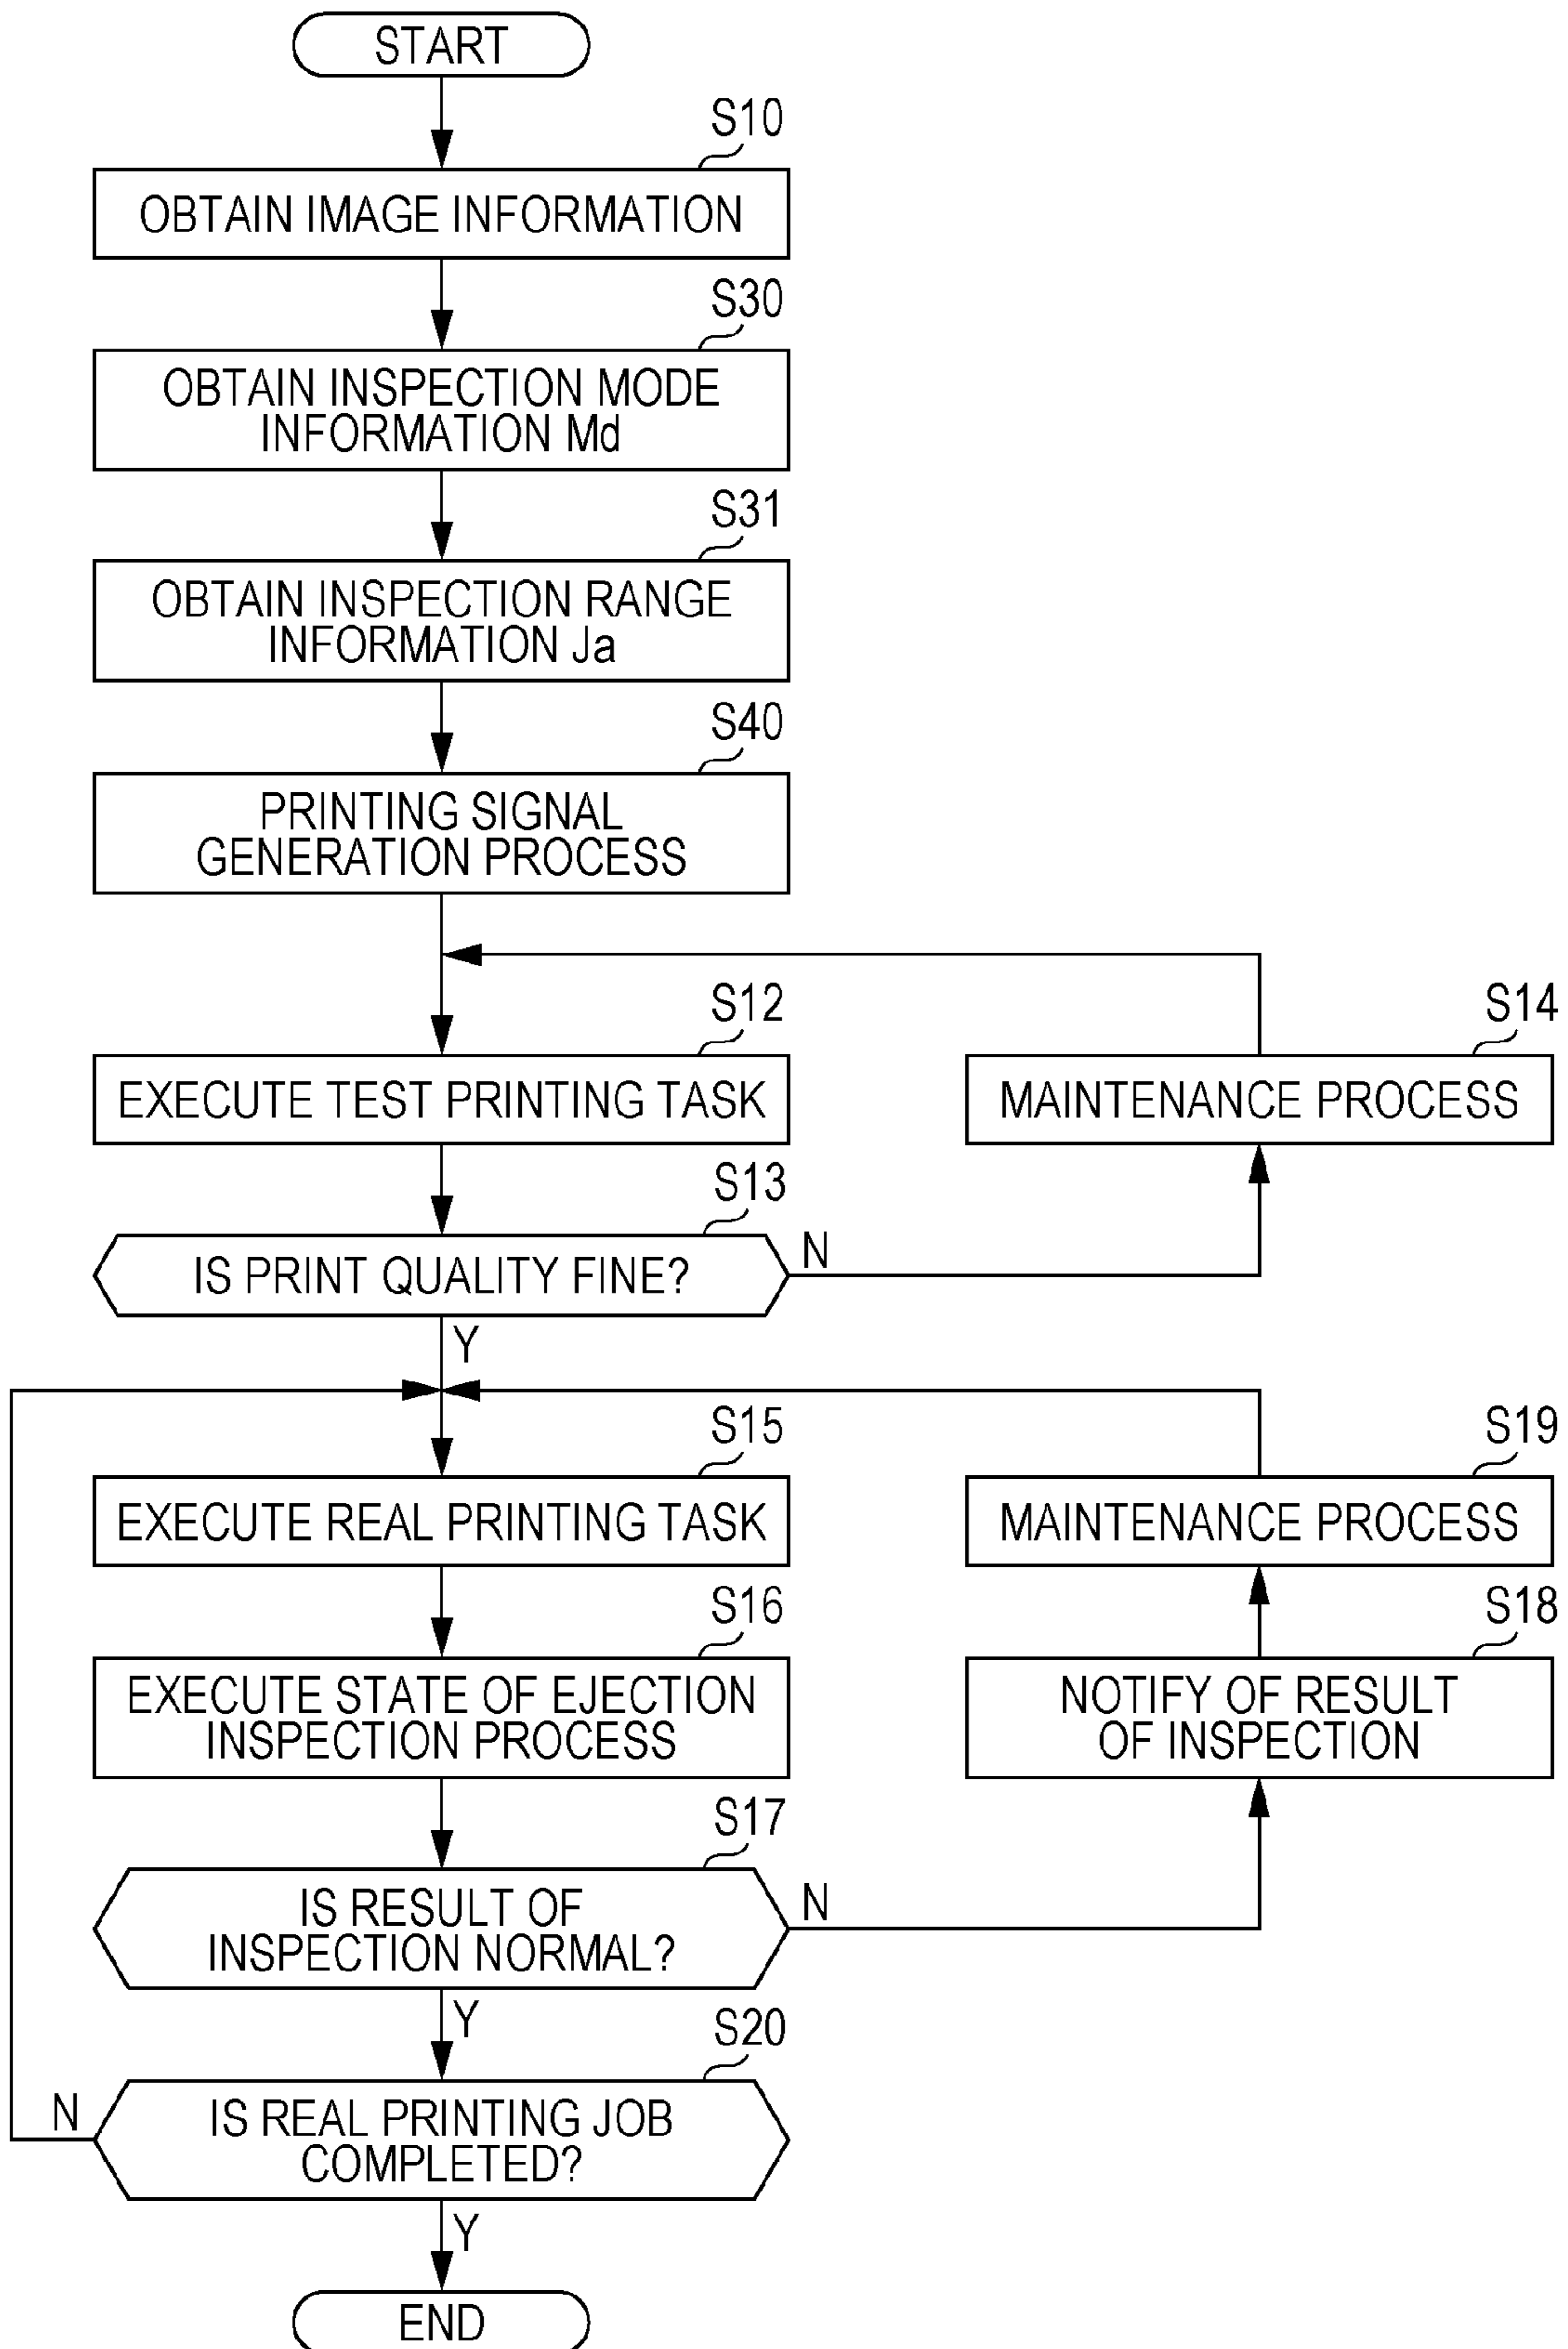 START
S10
OBTAIN IMAGE INFORMATION
S30
OBTAIN INSPECTION MODE
INFORMATION Md
S31
OBTAIN INSPECTION RANGE
INFORMATION Ja
S40
PRINTING SIGNAL
GENERATION PROCESS
S12
EXECUTE TEST PRINTING TASK
S14
MAINTENANCE PROCESS
S13
IS PRINT QUALITY FINE?
N
Y
S15
EXECUTE REAL PRINTING TASK
S19
MAINTENANCE PROCESS
S16
EXECUTE STATE OF EJECTION
INSPECTION PROCESS
S18
NOTIFY OF RESULT
OF INSPECTION
S17
IS RESULT OF
INSPECTION NORMAL?
N
Y
S20
IS REAL PRINTING JOB
COMPLETED?
N
Y
END